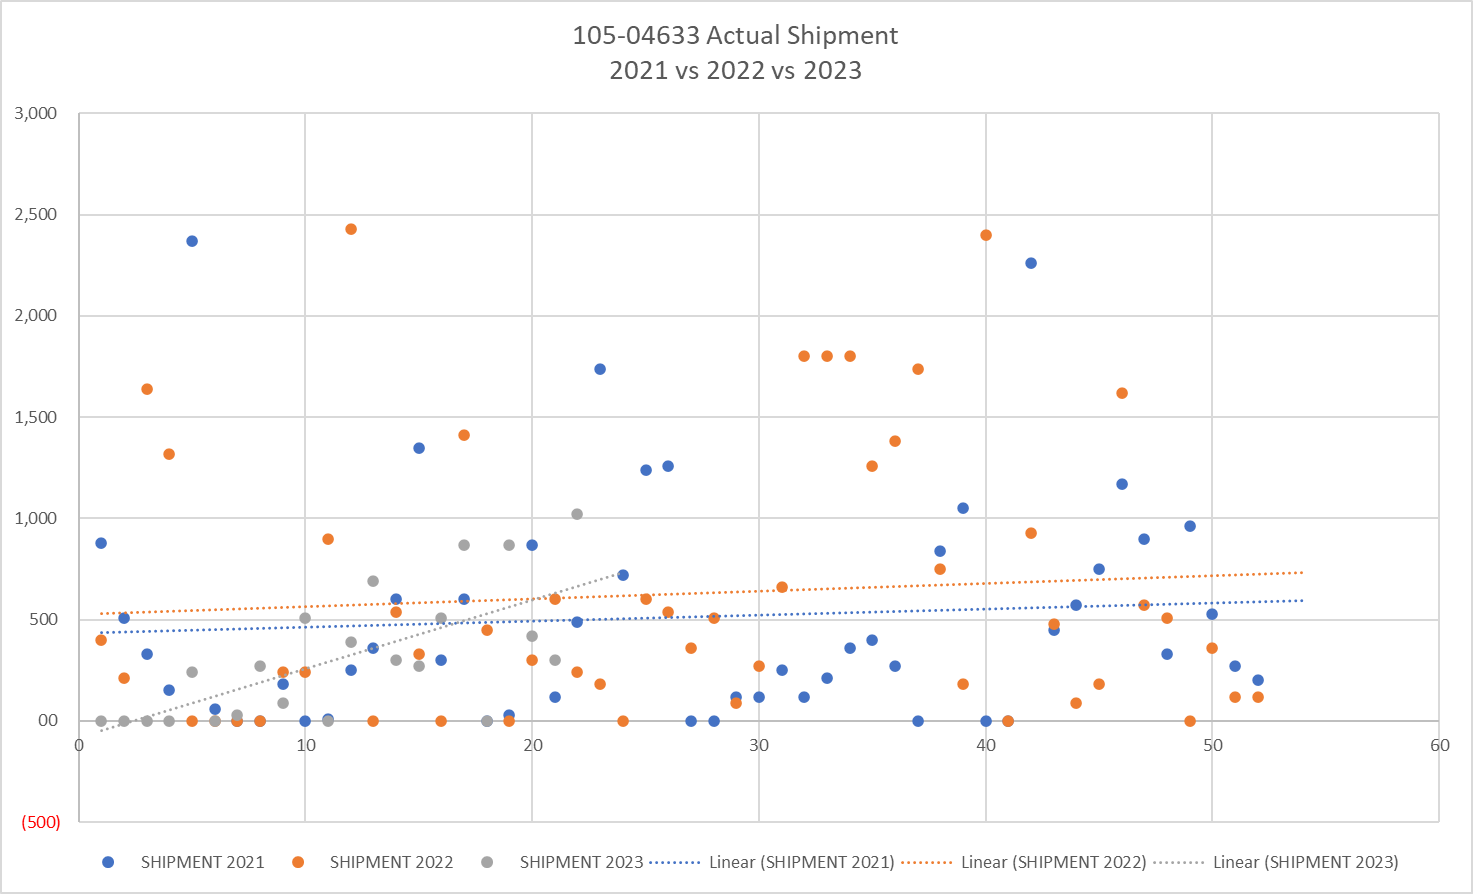 105-04633 Actual Shipment
2021 vs 2022 vs 2023
3,000
2,500
2,000
1,500
1,000
500
00
(500)
0 10 20 30 40 50 60
SHIPMENT 2021 SHIPMENT 2022 SHIPMENT 2023 Linear (SHIPMENT 2021) Linear (SHIPMENT 2022) Linear (SHIPMENT 2023)